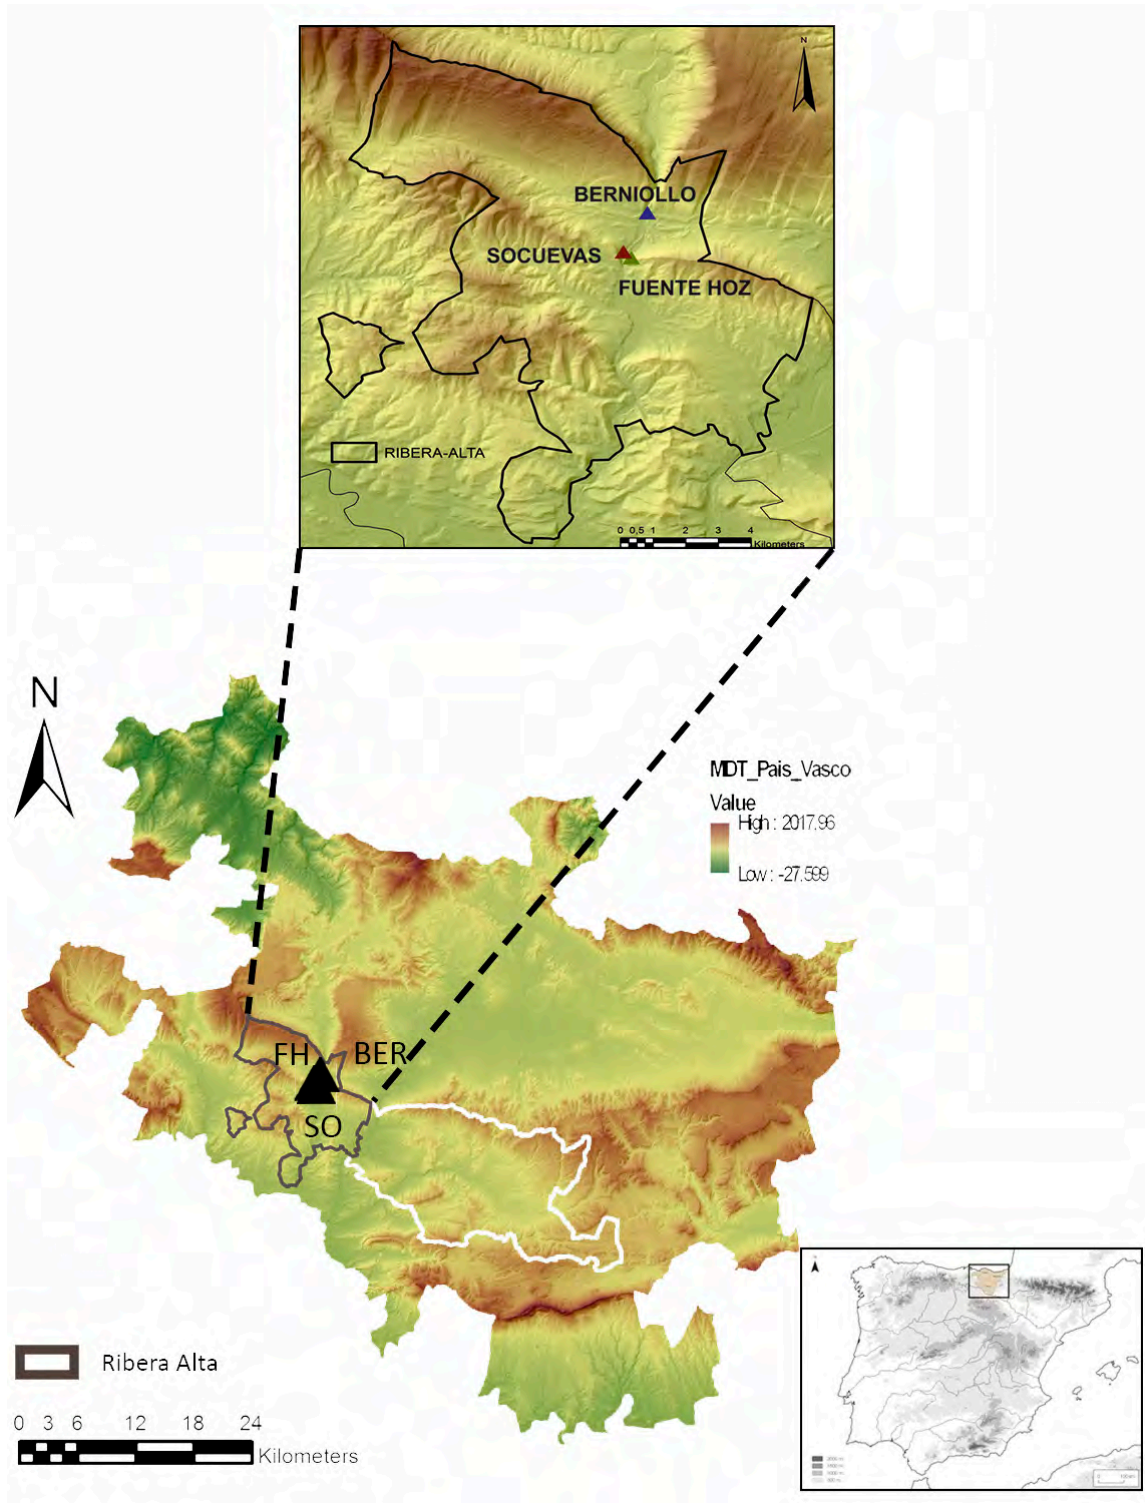 N
BERNIOLLO
SOCUEVAS
FUENTE HOZ
RIBERA-ALTA
0 0,5 1 2 3 4
Kilometers
N
MDT_Pais_Vasco
Value
High : 2017.96
Low : -27.599
FH BER
SO
Ribera Alta
0 3 6 12 18 24
Kilometers